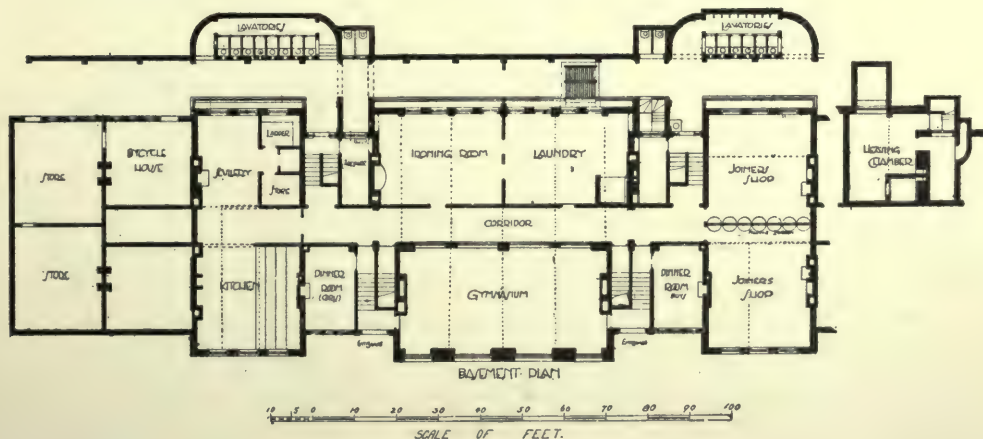 LAVATORIES
LAVATORIES
BICYCLE
HOUSE
STORE
SCULLERY
LARDER
STORE
IRONING ROOM
LAUNDRY
JOINERS
SHOP
HEATING
CHAMBER
CORRIDOR
STORE
KITCHEN
DINNER
ROOM
(GIRLS)
GYMNASIUM
DINNER
ROOM
BOYS
JOINERS
SHOP
ENTRANCE
ENTRANCE
BASEMENT PLAN
10 5 0 10 20 30 40 50 60 70 80 90 100
SCALE OF FEET.